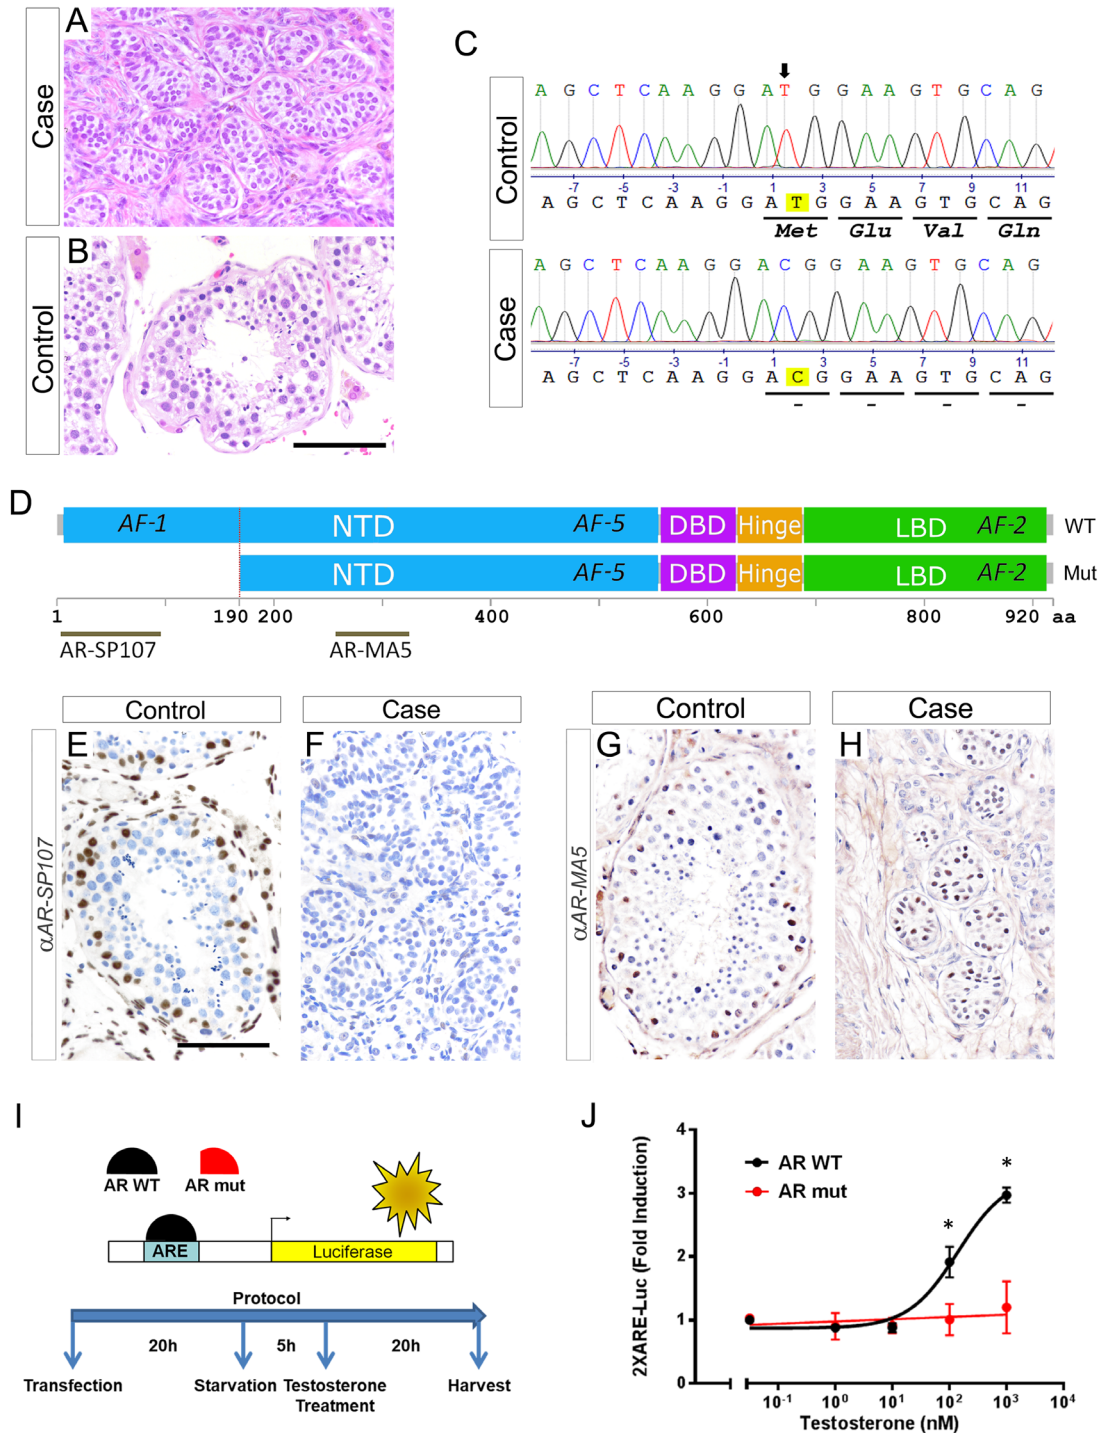 A
Case
B
Control
C
Control
A G C T C A A G G A T G G A A G T G C A G
-7 -5 -3 -1 1 3 5 7 9 11
A G C T C A A G G A T G G A A G T G C A G
Met Glu Val Gln
Case
A G C T C A A G G A C G G A A G T G C A G
-7 -5 -3 -1 1 3 5 7 9 11
A G C T C A A G G A C G G A A G T G C A G
- - - -
D
AF-1 NTD AF-5 DBD Hinge LBD AF-2 WT
NTD AF-5 DBD Hinge LBD AF-2 Mut
1 190 200 400 600 800 920 aa
AR-SP107 AR-MA5
Control Case
αAR-SP107
E F
Control Case
αAR-MA5
G H
I
AR WT AR mut
ARE Luciferase
Protocol
20h 5h 20h
Transfection Starvation Testosterone Treatment Harvest
J
2XARE-Luc (Fold Induction)
4
3
2
1
0
AR WT
AR mut
*
*
10⁻¹ 10⁰ 10¹ 10² 10³ 10⁴
Testosterone (nM)